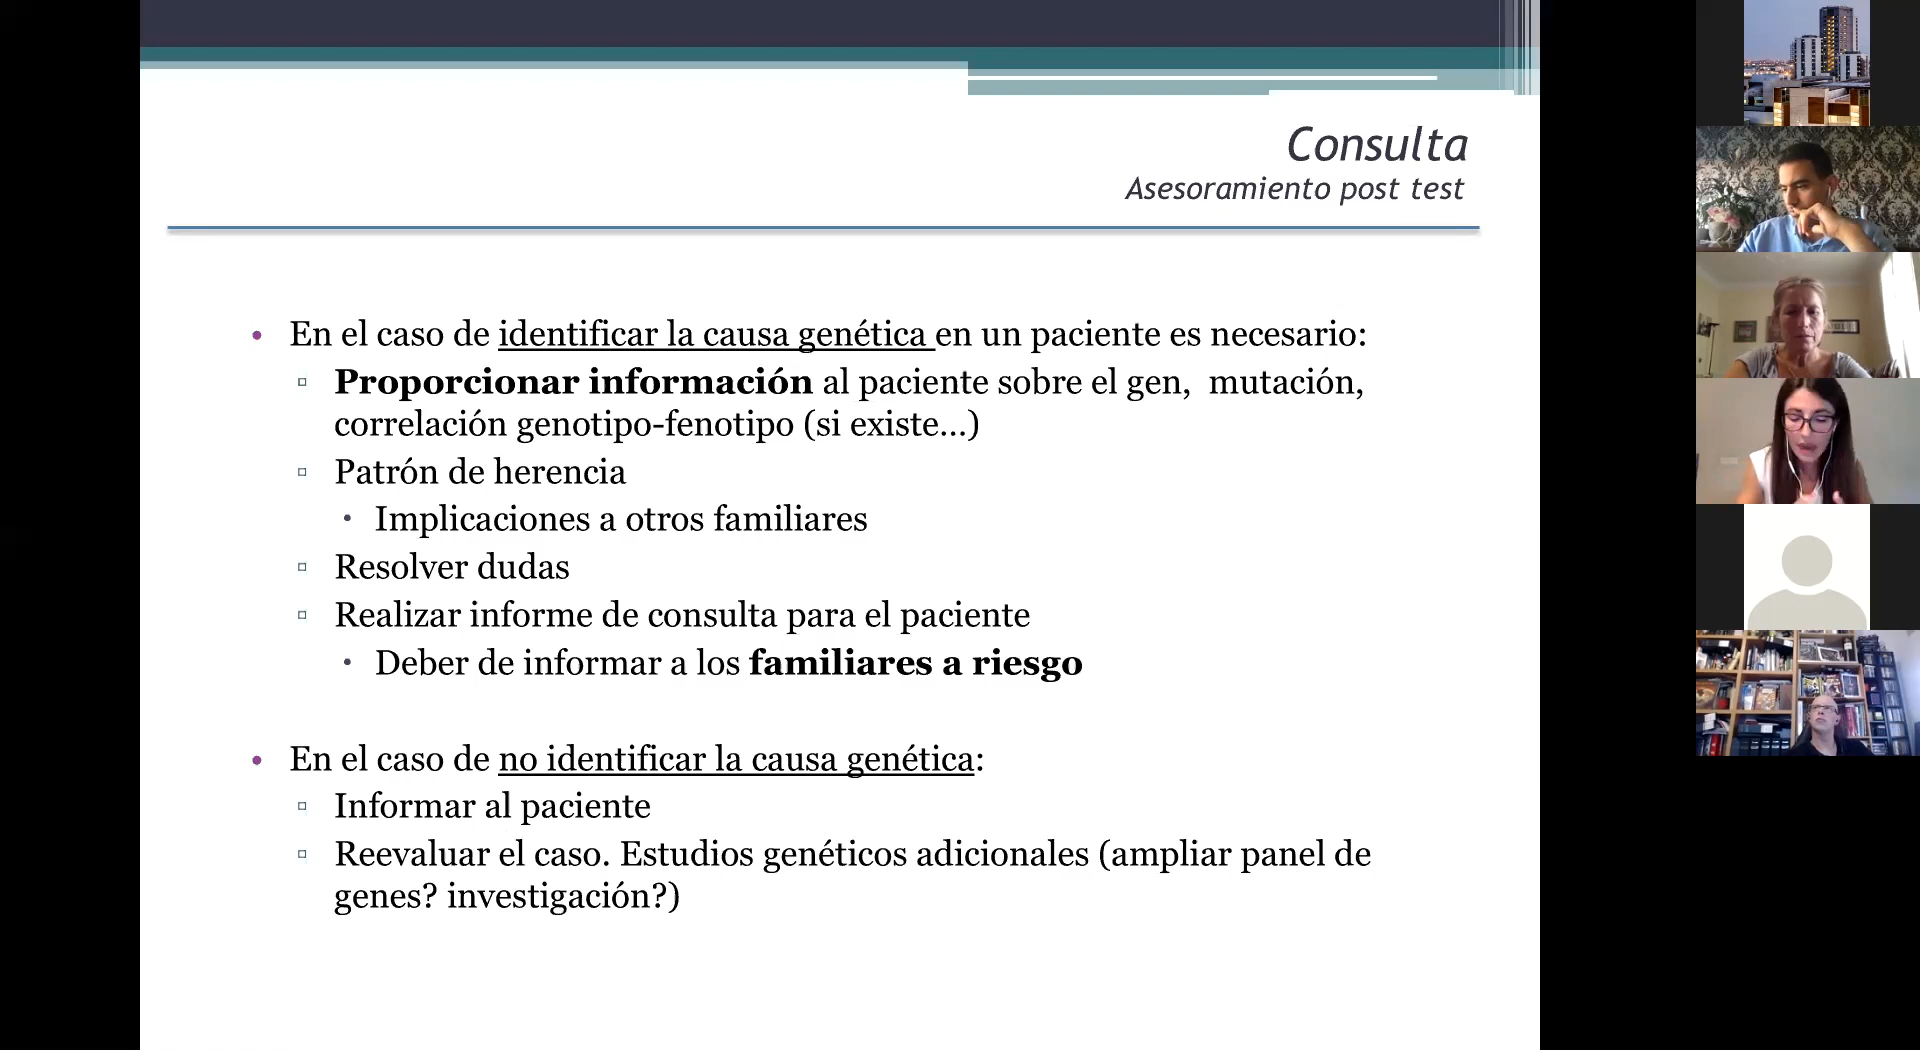 Consulta
Asesoramiento post test
• En el caso de identificar la causa genética en un paciente es necesario:
▫ Proporcionar información al paciente sobre el gen, mutación,
correlación genotipo-fenotipo (si existe...)
▫ Patrón de herencia
• Implicaciones a otros familiares
▫ Resolver dudas
▫ Realizar informe de consulta para el paciente
• Deber de informar a los familiares a riesgo
• En el caso de no identificar la causa genética:
▫ Informar al paciente
▫ Reevaluar el caso. Estudios genéticos adicionales (ampliar panel de
genes? investigación?)